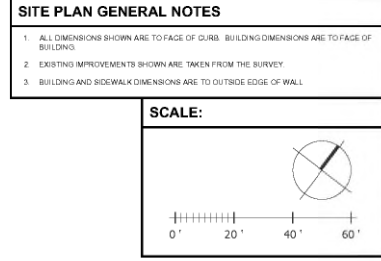 SITE PLAN GENERAL NOTES
1. ALL DIMENSIONS SHOWN ARE TO FACE OF CURB. BUILDING DIMENSIONS ARE TO FACE OF
BUILDING.
2. EXISTING IMPROVEMENTS SHOWN ARE TAKEN FROM THE SURVEY.
3. BUILDING AND SIDEWALK DIMENSIONS ARE TO OUTSIDE EDGE OF WALL
SCALE:
0' 20' 40' 60'